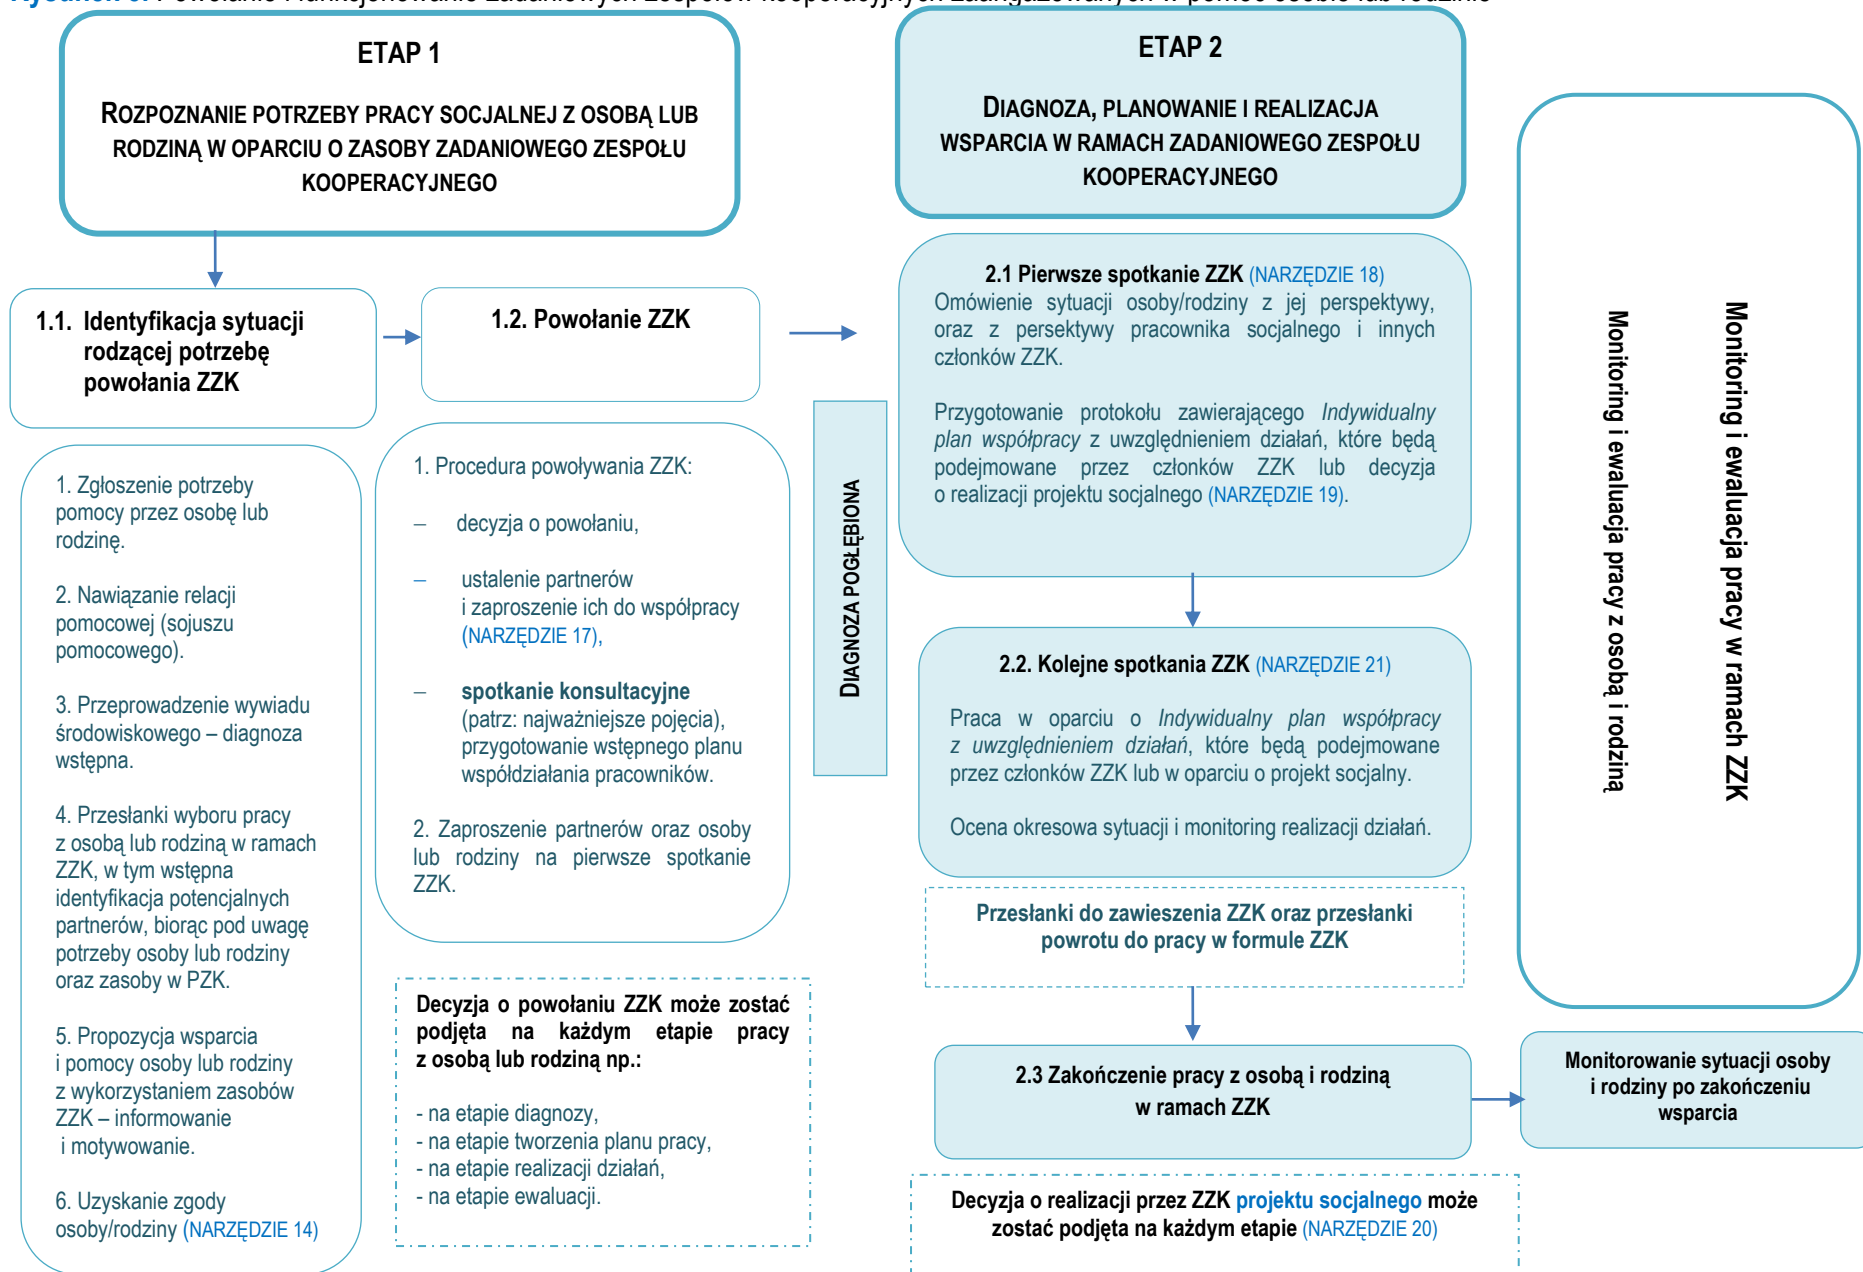 Rysunek 6. Powołanie i funkcjonowanie zadaniowych zespołów kooperacyjnych zaangażowanych w pomoc osobie lub rodzinie
ETAP 1
ROZPOZNANIE POTRZEBY PRACY SOCJALNEJ Z OSOBĄ LUB
RODZINĄ W OPARCIU O ZASOBY ZADANIOWEGO ZESPOŁU
KOOPERACYJNEGO
1.1. Identyfikacja sytuacji
rodzącej potrzebę
powołania ZZK
1. Zgłoszenie potrzeby
pomocy przez osobę lub
rodzinę.
2. Nawiązanie relacji
pomocowej (sojuszu
pomocowego).
3. Przeprowadzenie wywiadu
środowiskowego – diagnoza
wstępna.
4. Przesłanki wyboru pracy
z osobą lub rodziną w ramach
ZZK, w tym wstępna
identyfikacja potencjalnych
partnerów, biorąc pod uwagę
potrzeby osoby lub rodziny
oraz zasoby w PZK.
5. Propozycja wsparcia
i pomocy osoby lub rodziny
z wykorzystaniem zasobów
ZZK – informowanie
i motywowanie.
6. Uzyskanie zgody
osoby/rodziny (NARZĘDZIE 14)
1.2. Powołanie ZZK
1. Procedura powoływania ZZK:
– decyzja o powołaniu,
– ustalenie partnerów
i zaproszenie ich do współpracy
(NARZĘDZIE 17),
– spotkanie konsultacyjne
(patrz: najważniejsze pojęcia),
przygotowanie wstępnego planu
współdziałania pracowników.
2. Zaproszenie partnerów oraz osoby
lub rodziny na pierwsze spotkanie
ZZK.
Decyzja o powołaniu ZZK może zostać
podjęta na każdym etapie pracy
z osobą lub rodziną np.:
- na etapie diagnozy,
- na etapie tworzenia planu pracy,
- na etapie realizacji działań,
- na etapie ewaluacji.
DIAGNOZA POGŁĘBIONA
ETAP 2
DIAGNOZA, PLANOWANIE I REALIZACJA
WSPARCIA W RAMACH ZADANIOWEGO ZESPOŁU
KOOPERACYJNEGO
2.1 Pierwsze spotkanie ZZK (NARZĘDZIE 18)
Omówienie sytuacji osoby/rodziny z jej perspektywy,
oraz z persektywy pracownika socjalnego i innych
członków ZZK.
Przygotowanie protokołu zawierającego Indywidualny
plan współpracy z uwzględnieniem działań, które będą
podejmowane przez członków ZZK lub decyzja
o realizacji projektu socjalnego (NARZĘDZIE 19).
2.2. Kolejne spotkania ZZK (NARZĘDZIE 21)
Praca w oparciu o Indywidualny plan współpracy
z uwzględnieniem działań, które będą podejmowane
przez członków ZZK lub w oparciu o projekt socjalny.
Ocena okresowa sytuacji i monitoring realizacji działań.
Przesłanki do zawieszenia ZZK oraz przesłanki
powrotu do pracy w formule ZZK
2.3 Zakończenie pracy z osobą i rodziną
w ramach ZZK
Decyzja o realizacji przez ZZK projektu socjalnego może
zostać podjęta na każdym etapie (NARZĘDZIE 20)
Monitoring i ewaluacja pracy w ramach ZZK
Monitoring i ewaluacja pracy z osobą i rodziną
Monitorowanie sytuacji osoby
i rodziny po zakończeniu
wsparcia